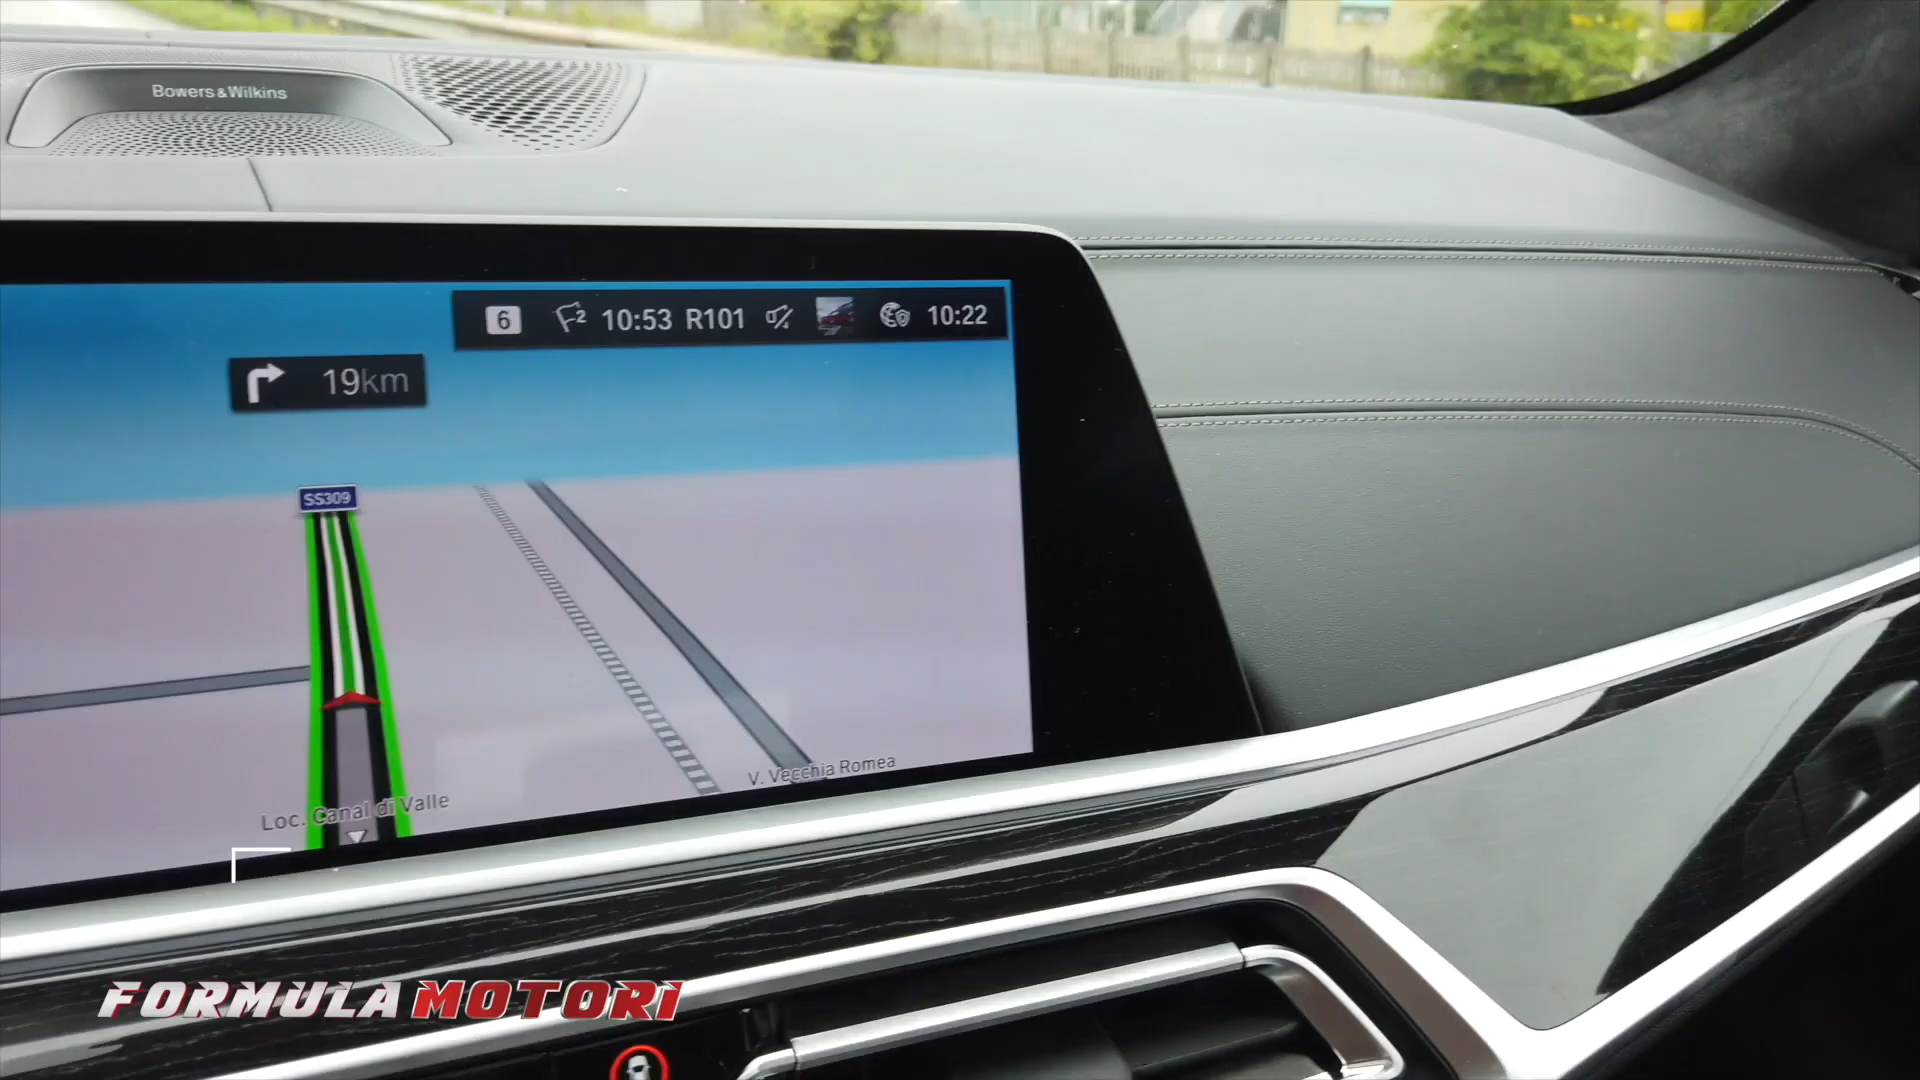 Bowers & Wilkins
6 2 10:53 R101 10:22
19km
SS309
V. Vecchia Romea
Loc. Canal di Valle
FORMULA MOTORI